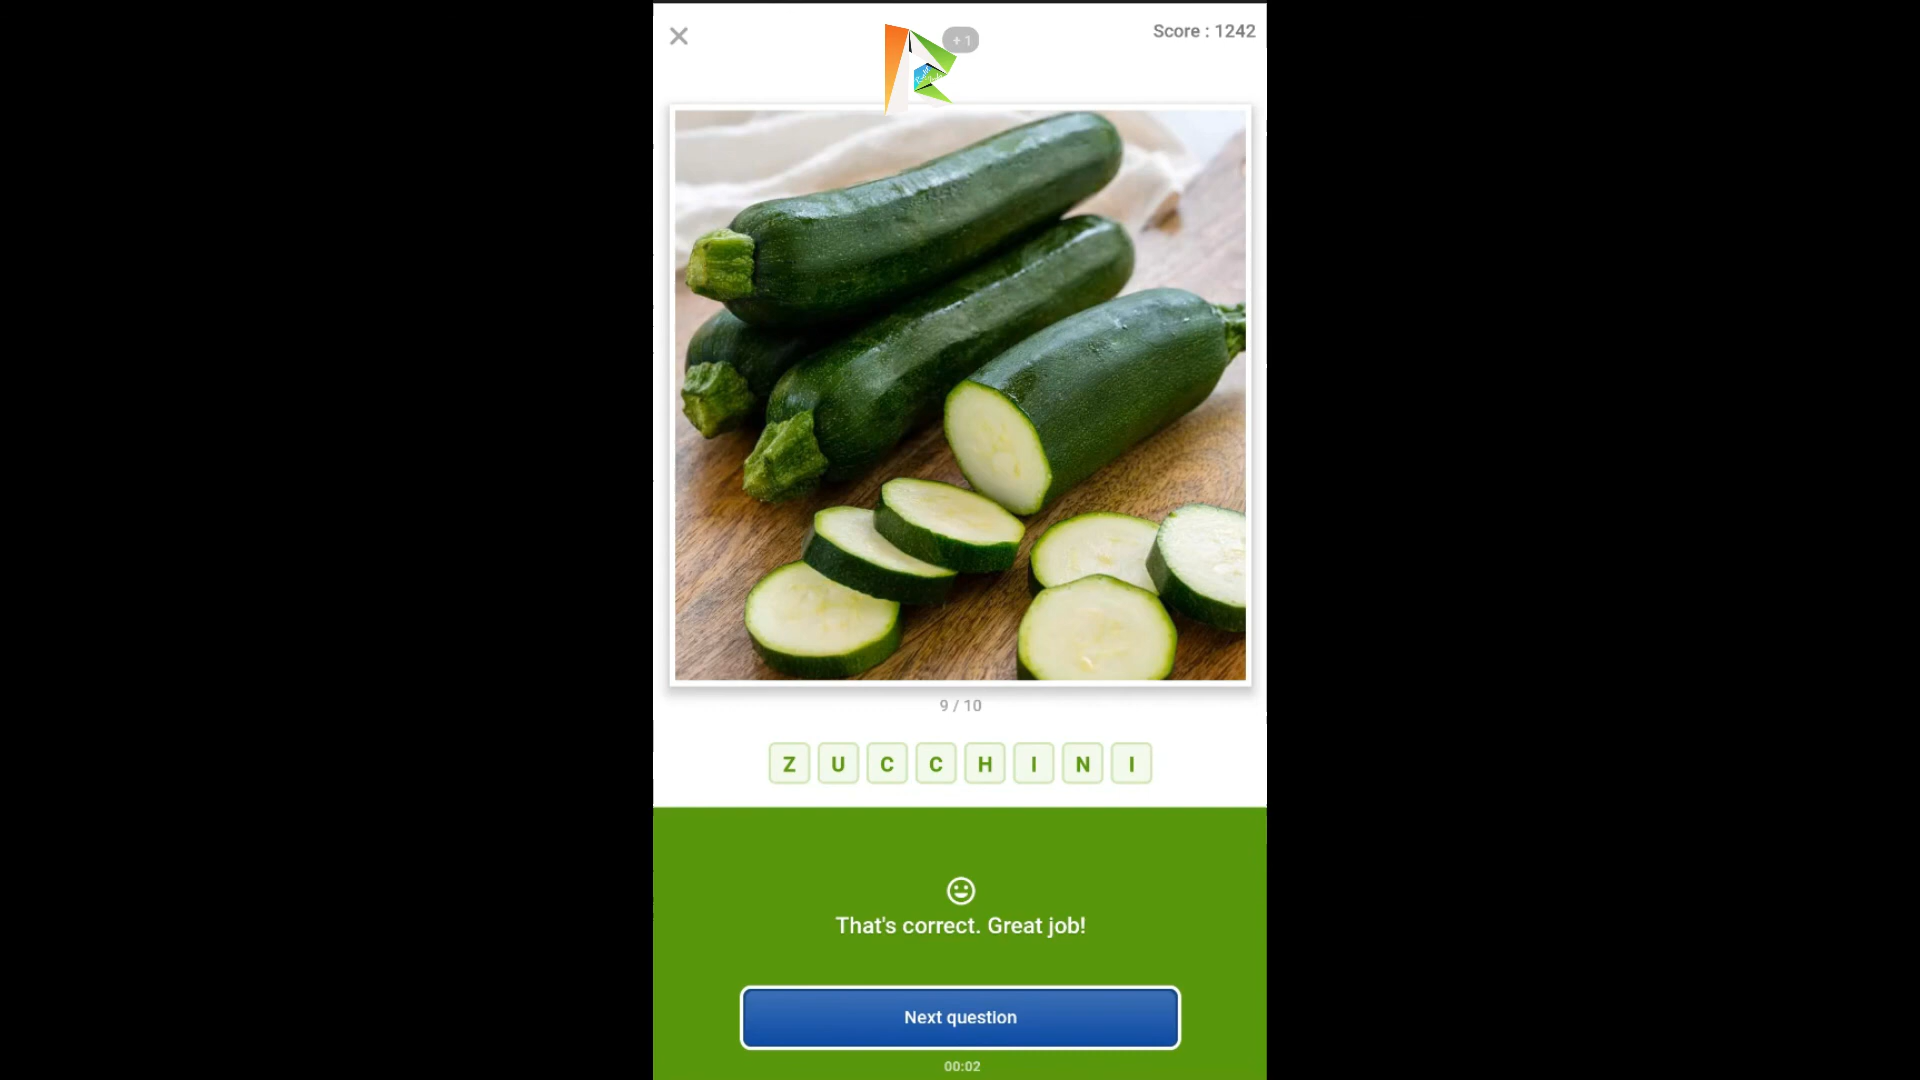 +1
Score : 1242
9 / 10
Z U C C H I N I
That's correct. Great job!
Next question
00:02